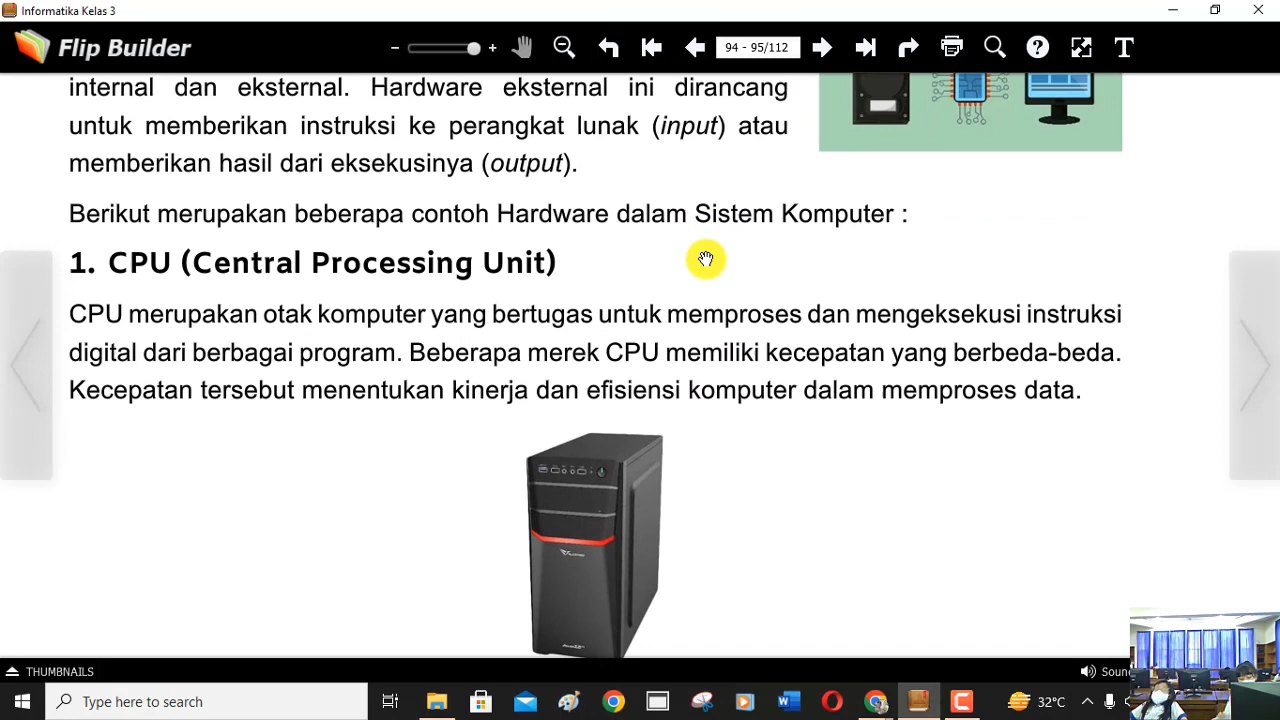 Informatika Kelas 3
Flip Builder
94 - 95/112
internal dan eksternal. Hardware eksternal ini dirancang
untuk memberikan instruksi ke perangkat lunak (input) atau
memberikan hasil dari eksekusinya (output).
Berikut merupakan beberapa contoh Hardware dalam Sistem Komputer :
1. CPU (Central Processing Unit)
CPU merupakan otak komputer yang bertugas untuk memproses dan mengeksekusi instruksi
digital dari berbagai program. Beberapa merek CPU memiliki kecepatan yang berbeda-beda.
Kecepatan tersebut menentukan kinerja dan efisiensi komputer dalam memproses data.
THUMBNAILS
Soun
Type here to search
32°C